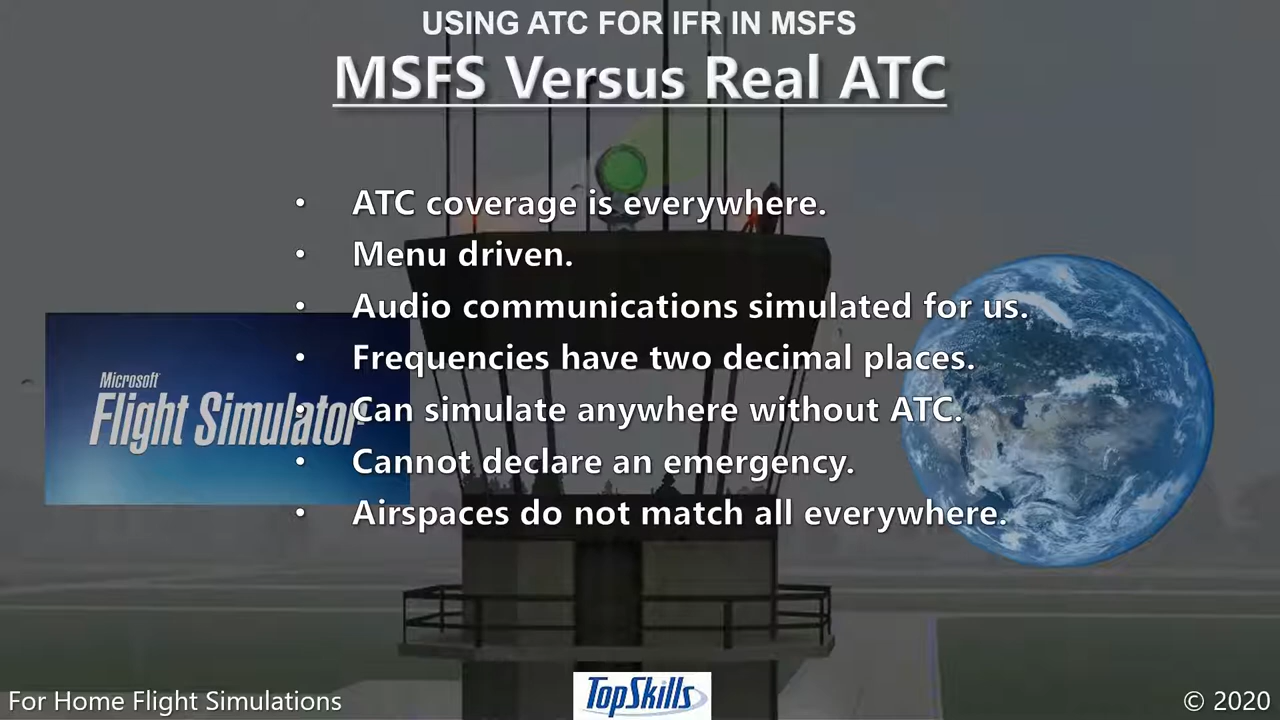 USING ATC FOR IFR IN MSFS
MSFS Versus Real ATC
• ATC coverage is everywhere.
• Menu driven.
• Audio communications simulated for us.
• Frequencies have two decimal places.
• Can simulate anywhere without ATC.
• Cannot declare an emergency.
• Airspaces do not match all everywhere.
Microsoft
Flight Simulator
For Home Flight Simulations
TopSkills
© 2020